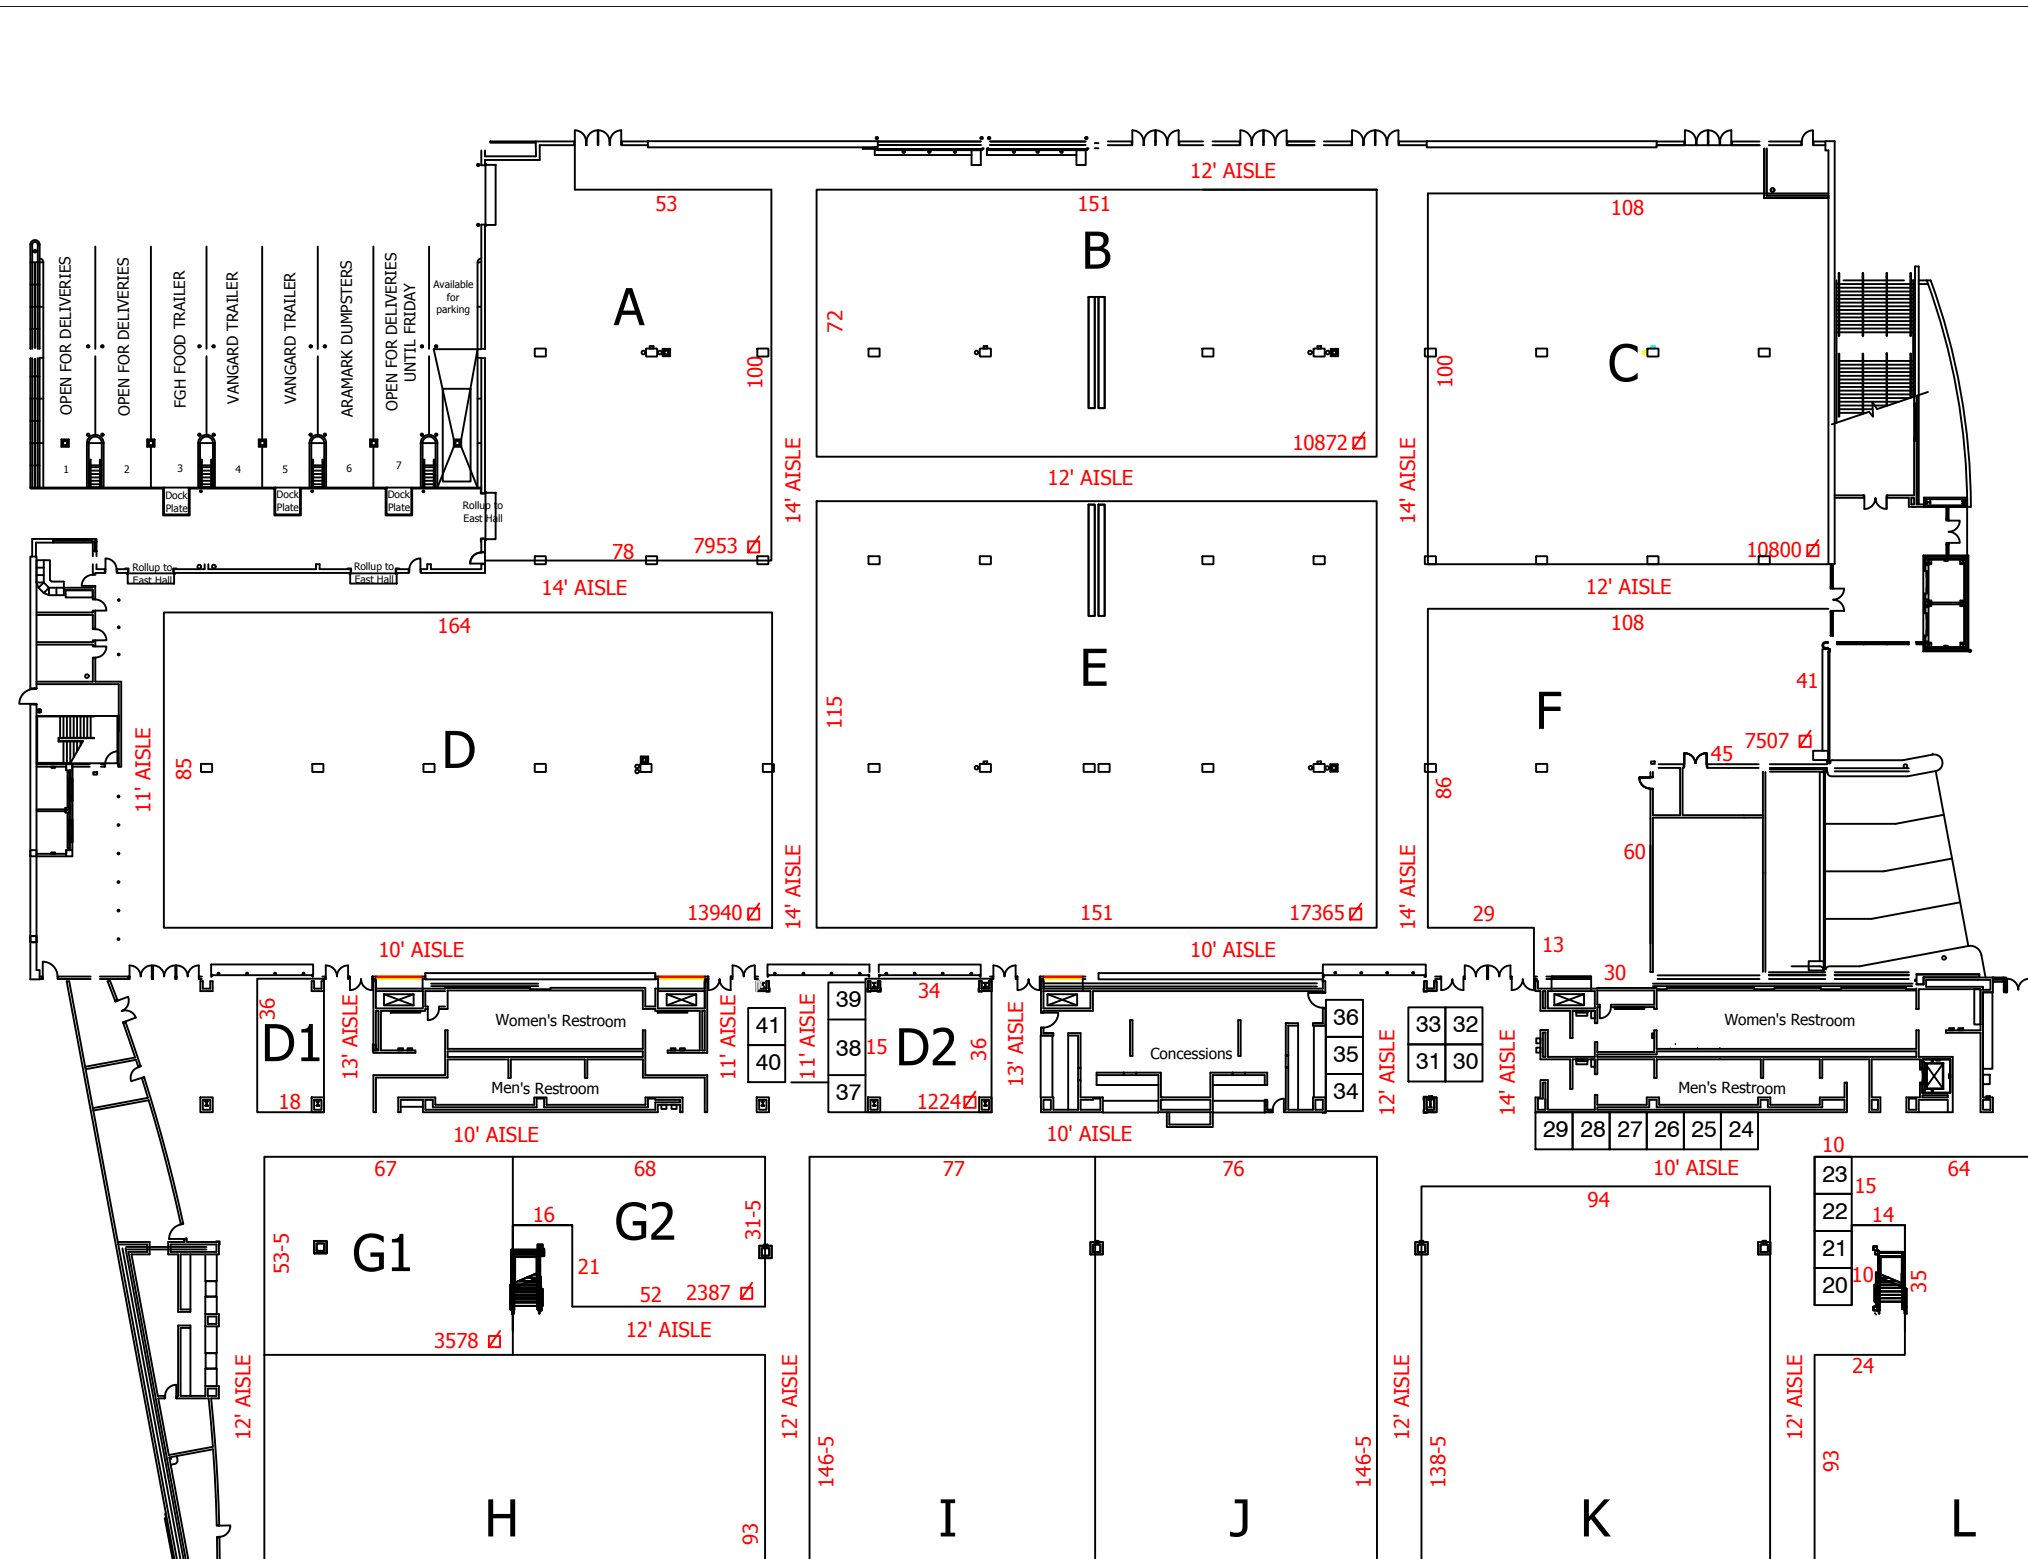 12' AISLE
53
151
108
A
B
C
72
100
100
10872
14' AISLE
12' AISLE
14' AISLE
78
7953
10800
OPEN FOR DELIVERIES
OPEN FOR DELIVERIES
FGH FOOD TRAILER
VANGARD TRAILER
VANGARD TRAILER
ARAMARK DUMPSTERS
OPEN FOR DELIVERIES
UNTIL FRIDAY
Available
for
parking
1
2
3
4
5
6
7
Dock
Plate
Dock
Plate
Dock
Plate
Rollup to
East Hall
Rollup to
East Hall
Rollup to
East Hall
14' AISLE
12' AISLE
164
108
D
E
F
41
11' AISLE
85
115
86
45
7507
60
14' AISLE
14' AISLE
13940
151
17365
29
13
30
10' AISLE
10' AISLE
36
D1
18
13' AISLE
Women's Restroom
Men's Restroom
11' AISLE
41
40
11' AISLE
39
38
37
15
34
D2
36
1224
13' AISLE
Concessions
36
35
34
12' AISLE
33
32
31
30
14' AISLE
Women's Restroom
Men's Restroom
29
28
27
26
25
24
10' AISLE
10' AISLE
10' AISLE
67
68
77
76
94
10
64
23
22
21
20
15
14
10
35
24
G1
53-5
3578
G2
16
21
31-5
52
2387
12' AISLE
12' AISLE
12' AISLE
12' AISLE
12' AISLE
146-5
146-5
138-5
93
93
H
I
J
K
L